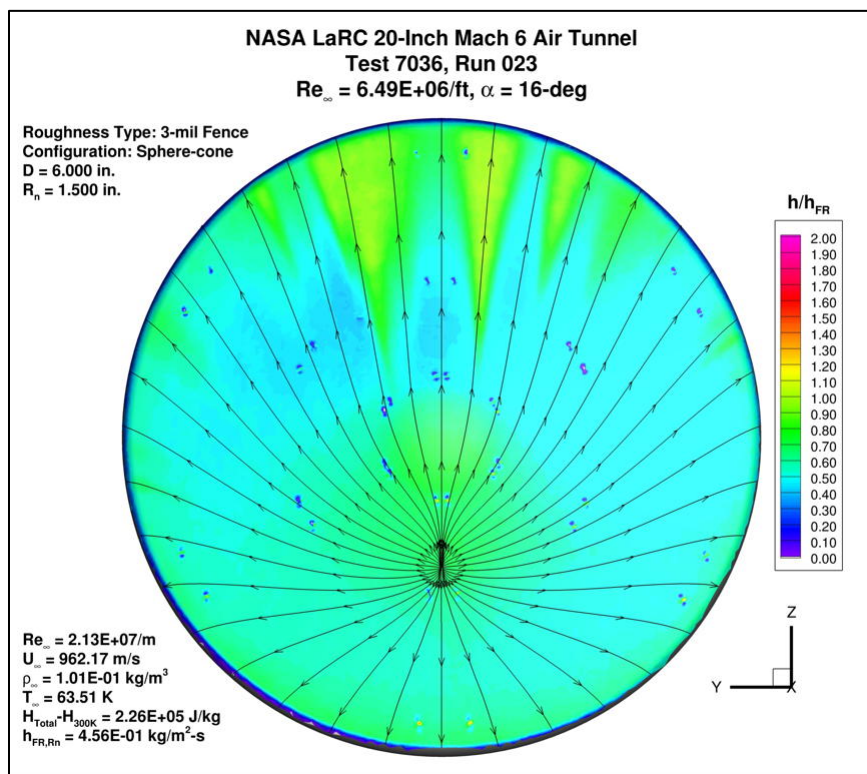 NASA LaRC 20-Inch Mach 6 Air Tunnel
Test 7036, Run 023
Re∞ = 6.49E+06/ft, α = 16-deg
Roughness Type: 3-mil Fence
Configuration: Sphere-cone
D = 6.000 in.
Rn = 1.500 in.
h/hFR
2.00
1.90
1.80
1.70
1.60
1.50
1.40
1.30
1.20
1.10
1.00
0.90
0.80
0.70
0.60
0.50
0.40
0.30
0.20
0.10
0.00
Re∞ = 2.13E+07/m
U∞ = 962.17 m/s
ρ∞ = 1.01E-01 kg/m³
T∞ = 63.51 K
HTotal-H300K = 2.26E+05 J/kg
hFR,Rn = 4.56E-01 kg/m²-s
Z
Y
X